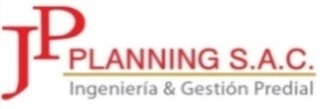 JP PLANNING S.A.C.
Ingeniería & Gestión Predial